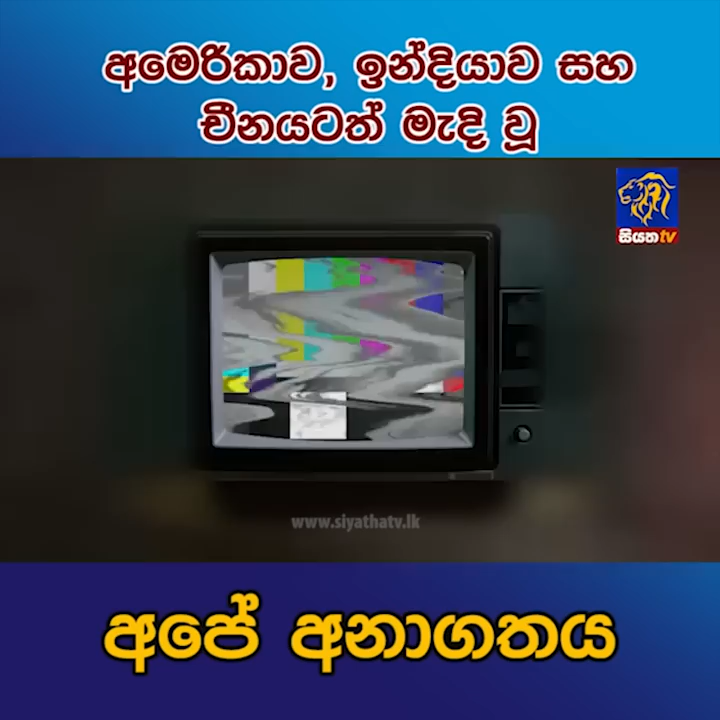 අමෙරිකාව, ඉන්දියාව සහ
චීනයටත් මැදි වූ
සියත tv
www.siyathatv.lk
අපේ අනාගතය